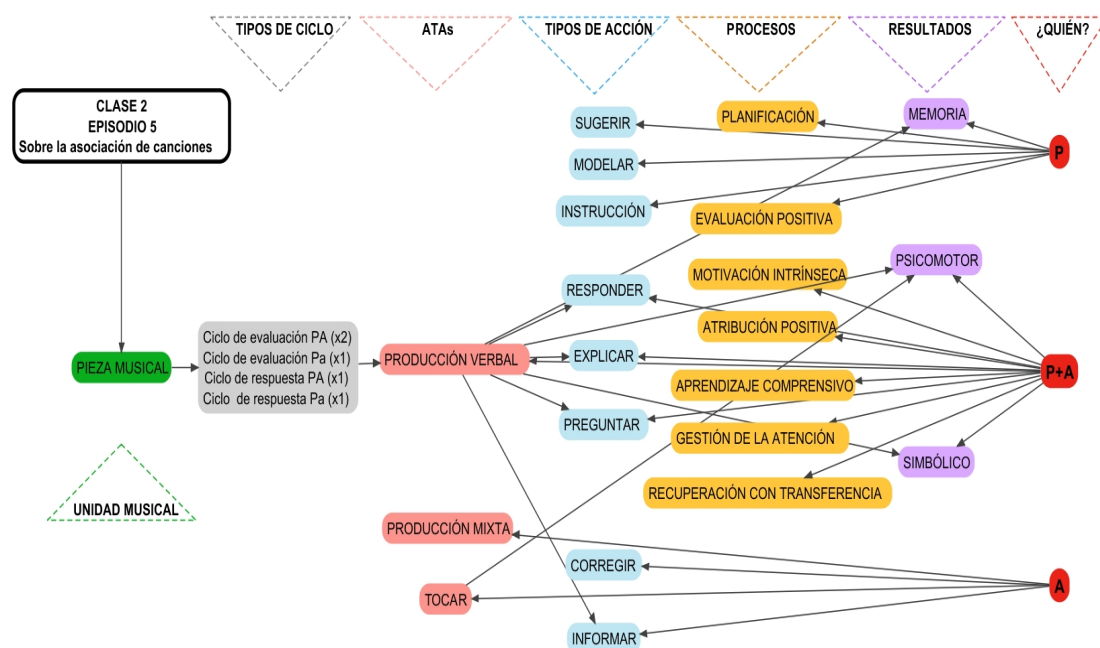 TIPOS DE CICLO
ATAs
TIPOS DE ACCIÓN
PROCESOS
RESULTADOS
¿QUIÉN?
CLASE 2
EPISODIO 5
Sobre la asociación de canciones
SUGERIR
PLANIFICACIÓN
MEMORIA
MODELAR
P
INSTRUCCIÓN
EVALUACIÓN POSITIVA
PSICOMOTOR
MOTIVACIÓN INTRÍNSECA
RESPONDER
ATRIBUCIÓN POSITIVA
Ciclo de evaluación PA (x2)
Ciclo de evaluación Pa (x1)
Ciclo de respuesta PA (x1)
Ciclo de respuesta Pa (x1)
PIEZA MUSICAL
PRODUCCIÓN VERBAL
EXPLICAR
P+A
APRENDIZAJE COMPRENSIVO
PREGUNTAR
GESTIÓN DE LA ATENCIÓN
SIMBÓLICO
RECUPERACIÓN CON TRANSFERENCIA
UNIDAD MUSICAL
PRODUCCIÓN MIXTA
CORREGIR
A
TOCAR
INFORMAR